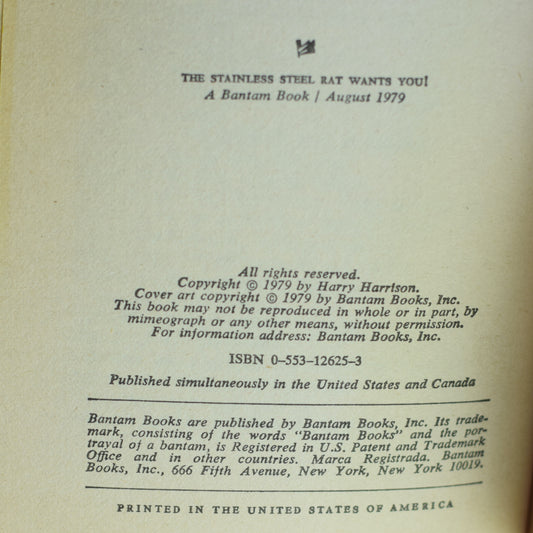 THE STAINLESS STEEL RAT WANTS YOU!
A Bantam Book / August 1979
All rights reserved.
Copyright © 1979 by Harry Harrison.
Cover art copyright © 1979 by Bantam Books, Inc.
This book may not be reproduced in whole or in part, by
mimeograph or any other means, without permission.
For information address: Bantam Books, Inc.
ISBN 0–553–12625–3
Published simultaneously in the United States and Canada
Bantam Books are published by Bantam Books, Inc. Its trade-
mark, consisting of the words "Bantam Books" and the por-
trayal of a bantam, is Registered in U.S. Patent and Trademark
Office and in other countries. Marca Registrada. Bantam
Books, Inc., 666 Fifth Avenue, New York, New York 10019.
PRINTED IN THE UNITED STATES OF AMERICA